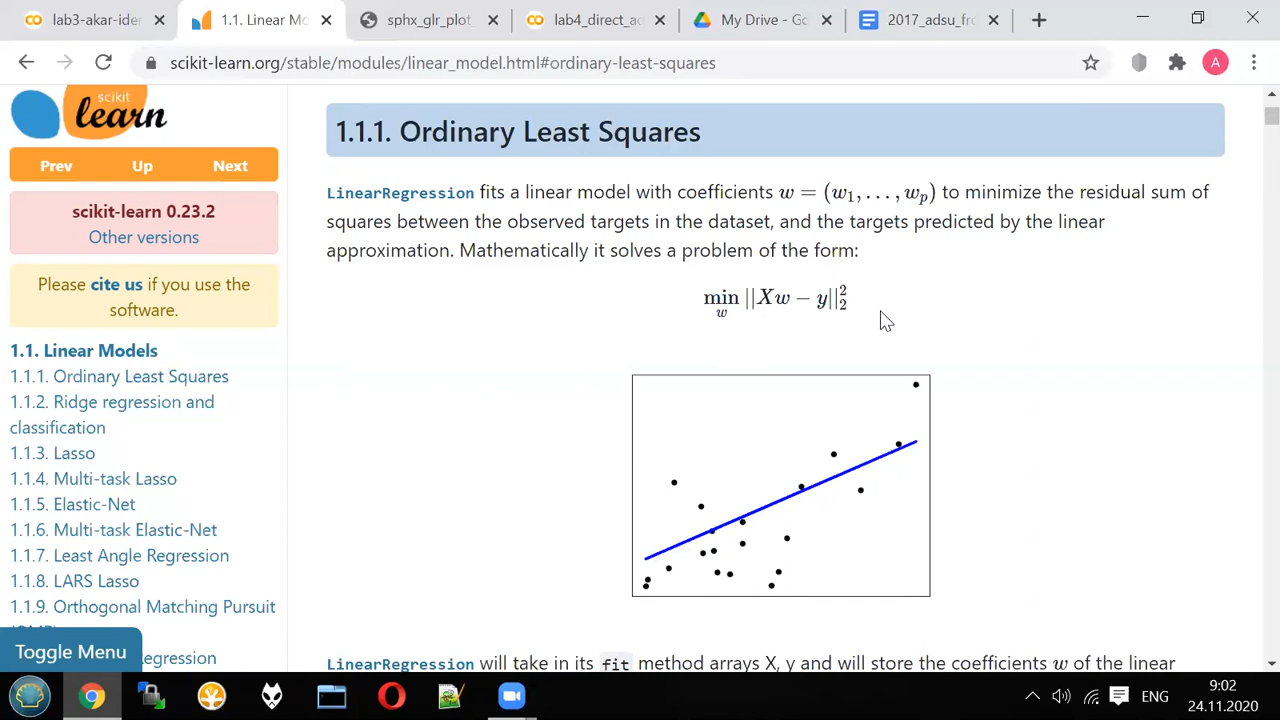 lab3-akar-ider
1.1. Linear Mo
sphx_glr_plot_
lab4_direct_a
My Drive - Go
2017_adsu_fro
scikit-learn.org/stable/modules/linear_model.html#ordinary-least-squares
A
scikit
learn
Prev Up Next
scikit-learn 0.23.2
Other versions
Please cite us if you use the
software.
1.1. Linear Models
1.1.1. Ordinary Least Squares
1.1.2. Ridge regression and
classification
1.1.3. Lasso
1.1.4. Multi-task Lasso
1.1.5. Elastic-Net
1.1.6. Multi-task Elastic-Net
1.1.7. Least Angle Regression
1.1.8. LARS Lasso
1.1.9. Orthogonal Matching Pursuit
Regression
Toggle Menu
1.1.1. Ordinary Least Squares
LinearRegression fits a linear model with coefficients w = (w₁, . . . , wₚ) to minimize the residual sum of
squares between the observed targets in the dataset, and the targets predicted by the linear
approximation. Mathematically it solves a problem of the form:
min ||Xw − y||₂²
w
LinearRegression will take in its fit method arrays X, y and will store the coefficients w of the linear
ENG
9:02
24.11.2020